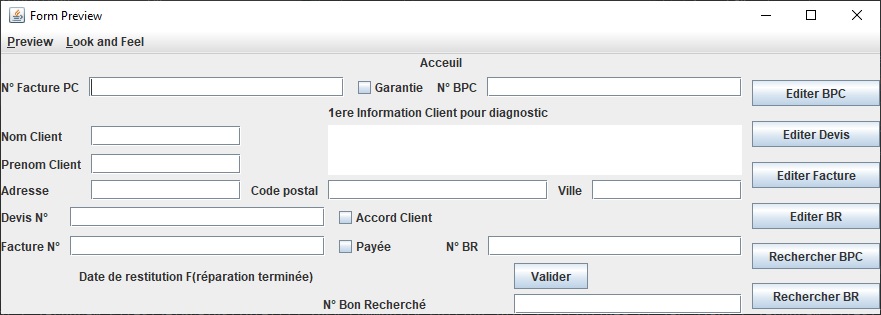 Form Preview
Preview Look and Feel
Acceuil
N° Facture PC Garantie N° BPC
Editer BPC
1ere Information Client pour diagnostic
Nom Client
Editer Devis
Prenom Client
Editer Facture
Adresse Code postal Ville
Devis N° Accord Client
Editer BR
Facture N° Payée N° BR
Rechercher BPC
Date de restitution F(réparation terminée) Valider
Rechercher BR
N° Bon Recherché